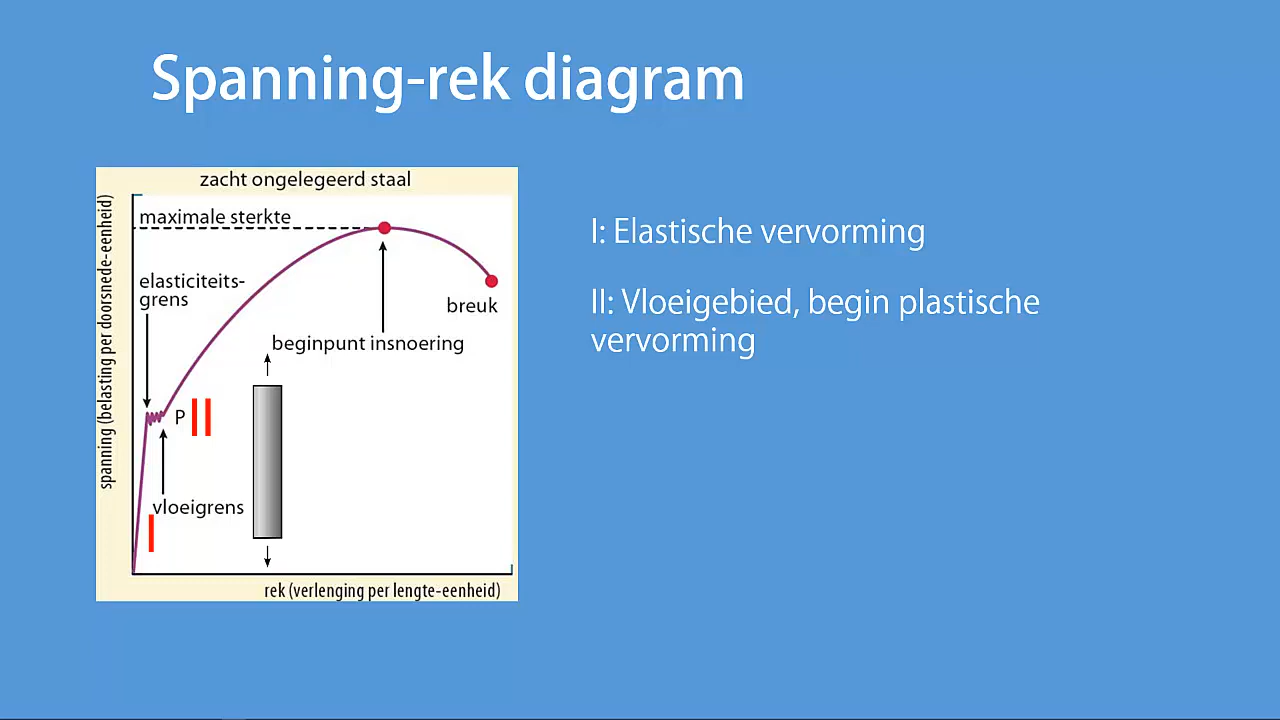 Spanning-rek diagram
zacht ongelegeerd staal
maximale sterkte
elasticiteits-
grens
breuk
beginpunt insnoering
P II
vloeigrens
I
spanning (belasting per doorsnede-eenheid)
rek (verlenging per lengte-eenheid)
I: Elastische vervorming
II: Vloeigebied, begin plastische
vervorming